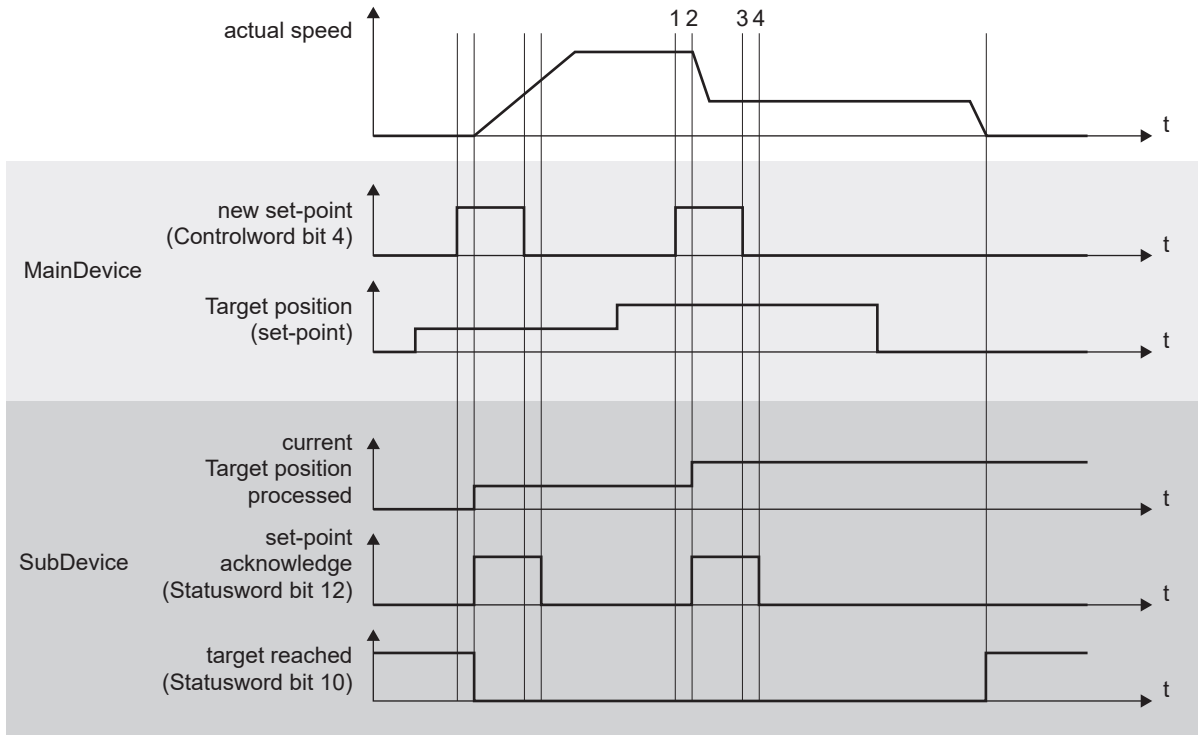 actual speed
1 2 3 4
t
MainDevice
new set-point
(Controlword bit 4)
t
Target position
(set-point)
t
SubDevice
current
Target position
processed
t
set-point
acknowledge
(Statusword bit 12)
t
target reached
(Statusword bit 10)
t